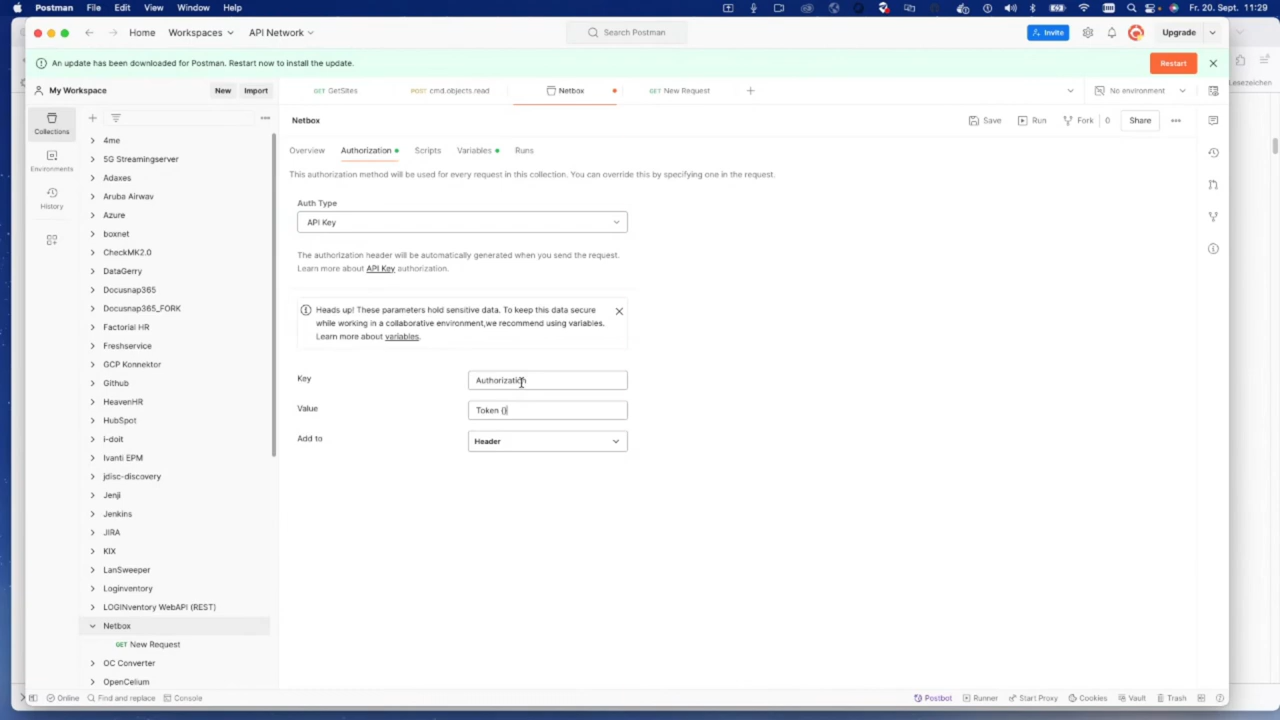 Postman File Edit View Window Help Fr. 20. Sept. 11:29
Home Workspaces API Network Search Postman Invite Upgrade
An update has been downloaded for Postman. Restart now to install the update. Restart
My Workspace New Import GET GetSites POST cmd.objects.read Netbox GET New Request No environment
Lesezeichen
Collections
Environments
History
4me
5G Streamingserver
Adaxes
Aruba Airwav
Azure
boxnet
CheckMK2.0
DataGerry
Docusnap365
Docusnap365_FORK
Factorial HR
Freshservice
GCP Konnektor
Github
HeavenHR
HubSpot
i-doit
Ivanti EPM
jdisc-discovery
Jenji
Jenkins
JIRA
KIX
LanSweeper
Loginventory
LOGINventory WebAPI (REST)
Netbox
GET New Request
OC Converter
OpenCelium
Netbox Save Run Fork 0 Share
Overview Authorization Scripts Variables Runs
This authorization method will be used for every request in this collection. You can override this by specifying one in the request.
Auth Type
API Key
The authorization header will be automatically generated when you send the request.
Learn more about API Key authorization.
Heads up! These parameters hold sensitive data. To keep this data secure
while working in a collaborative environment,we recommend using variables.
Learn more about variables.
Key Authorization
Value Token {}
Add to Header
Online Find and replace Console Postbot Runner Start Proxy Cookies Vault Trash